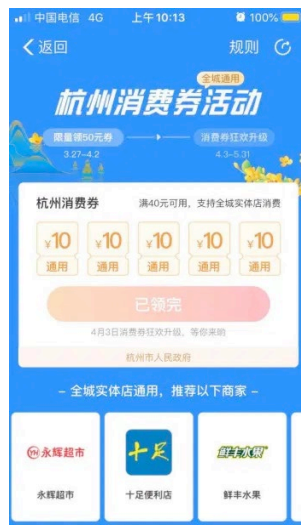 中国电信 4G 上午10:13 100%
返回 规则
全城通用
杭州消费券活动
限量领50元券 消费券狂欢升级
3.27-4.2 4.3-5.31
杭州消费券 满40元可用，支持全城实体店消费
¥10 ¥10 ¥10 ¥10 ¥10
通用 通用 通用 通用 通用
已领完
4月3日消费券狂欢升级，等你来哟
杭州市人民政府
– 全城实体店通用，推荐以下商家 –
YH 永辉超市 十足 鲜丰水果
永辉超市 十足便利店 鲜丰水果